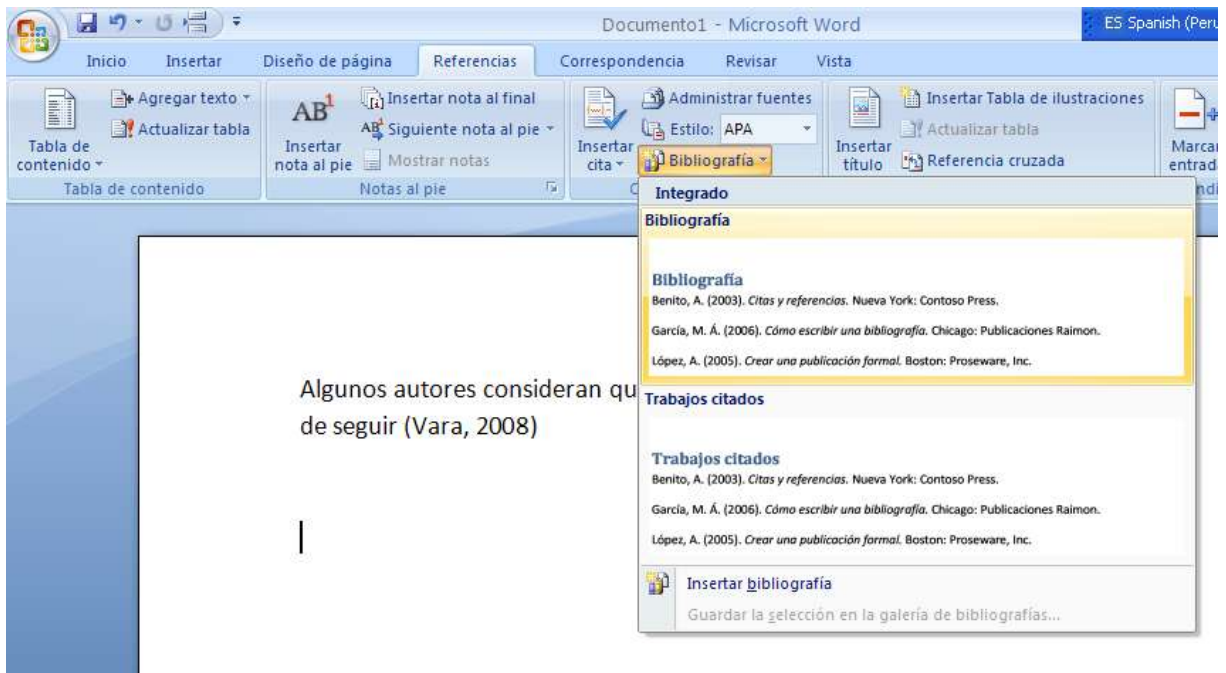 Documento1 - Microsoft Word
ES Spanish (Peru
Inicio Insertar Diseño de página Referencias Correspondencia Revisar Vista
Tabla de contenido
Agregar texto
Actualizar tabla
Tabla de contenido
AB1
Insertar nota al pie
Insertar nota al final
AB Siguiente nota al pie
Mostrar notas
Notas al pie
Insertar cita
Administrar fuentes
Estilo: APA
Bibliografía
Insertar título
Insertar Tabla de ilustraciones
Actualizar tabla
Referencia cruzada
Marcar
entrad
Integrado
Bibliografía
Bibliografía
Benito, A. (2003). Citas y referencias. Nueva York: Contoso Press.
García, M. Á. (2006). Cómo escribir una bibliografía. Chicago: Publicaciones Raimon.
López, A. (2005). Crear una publicación formal. Boston: Proseware, Inc.
Trabajos citados
Trabajos citados
Benito, A. (2003). Citas y referencias. Nueva York: Contoso Press.
García, M. Á. (2006). Cómo escribir una bibliografía. Chicago: Publicaciones Raimon.
López, A. (2005). Crear una publicación formal. Boston: Proseware, Inc.
Insertar bibliografía
Guardar la selección en la galería de bibliografías...
Algunos autores consideran qu
de seguir (Vara, 2008)